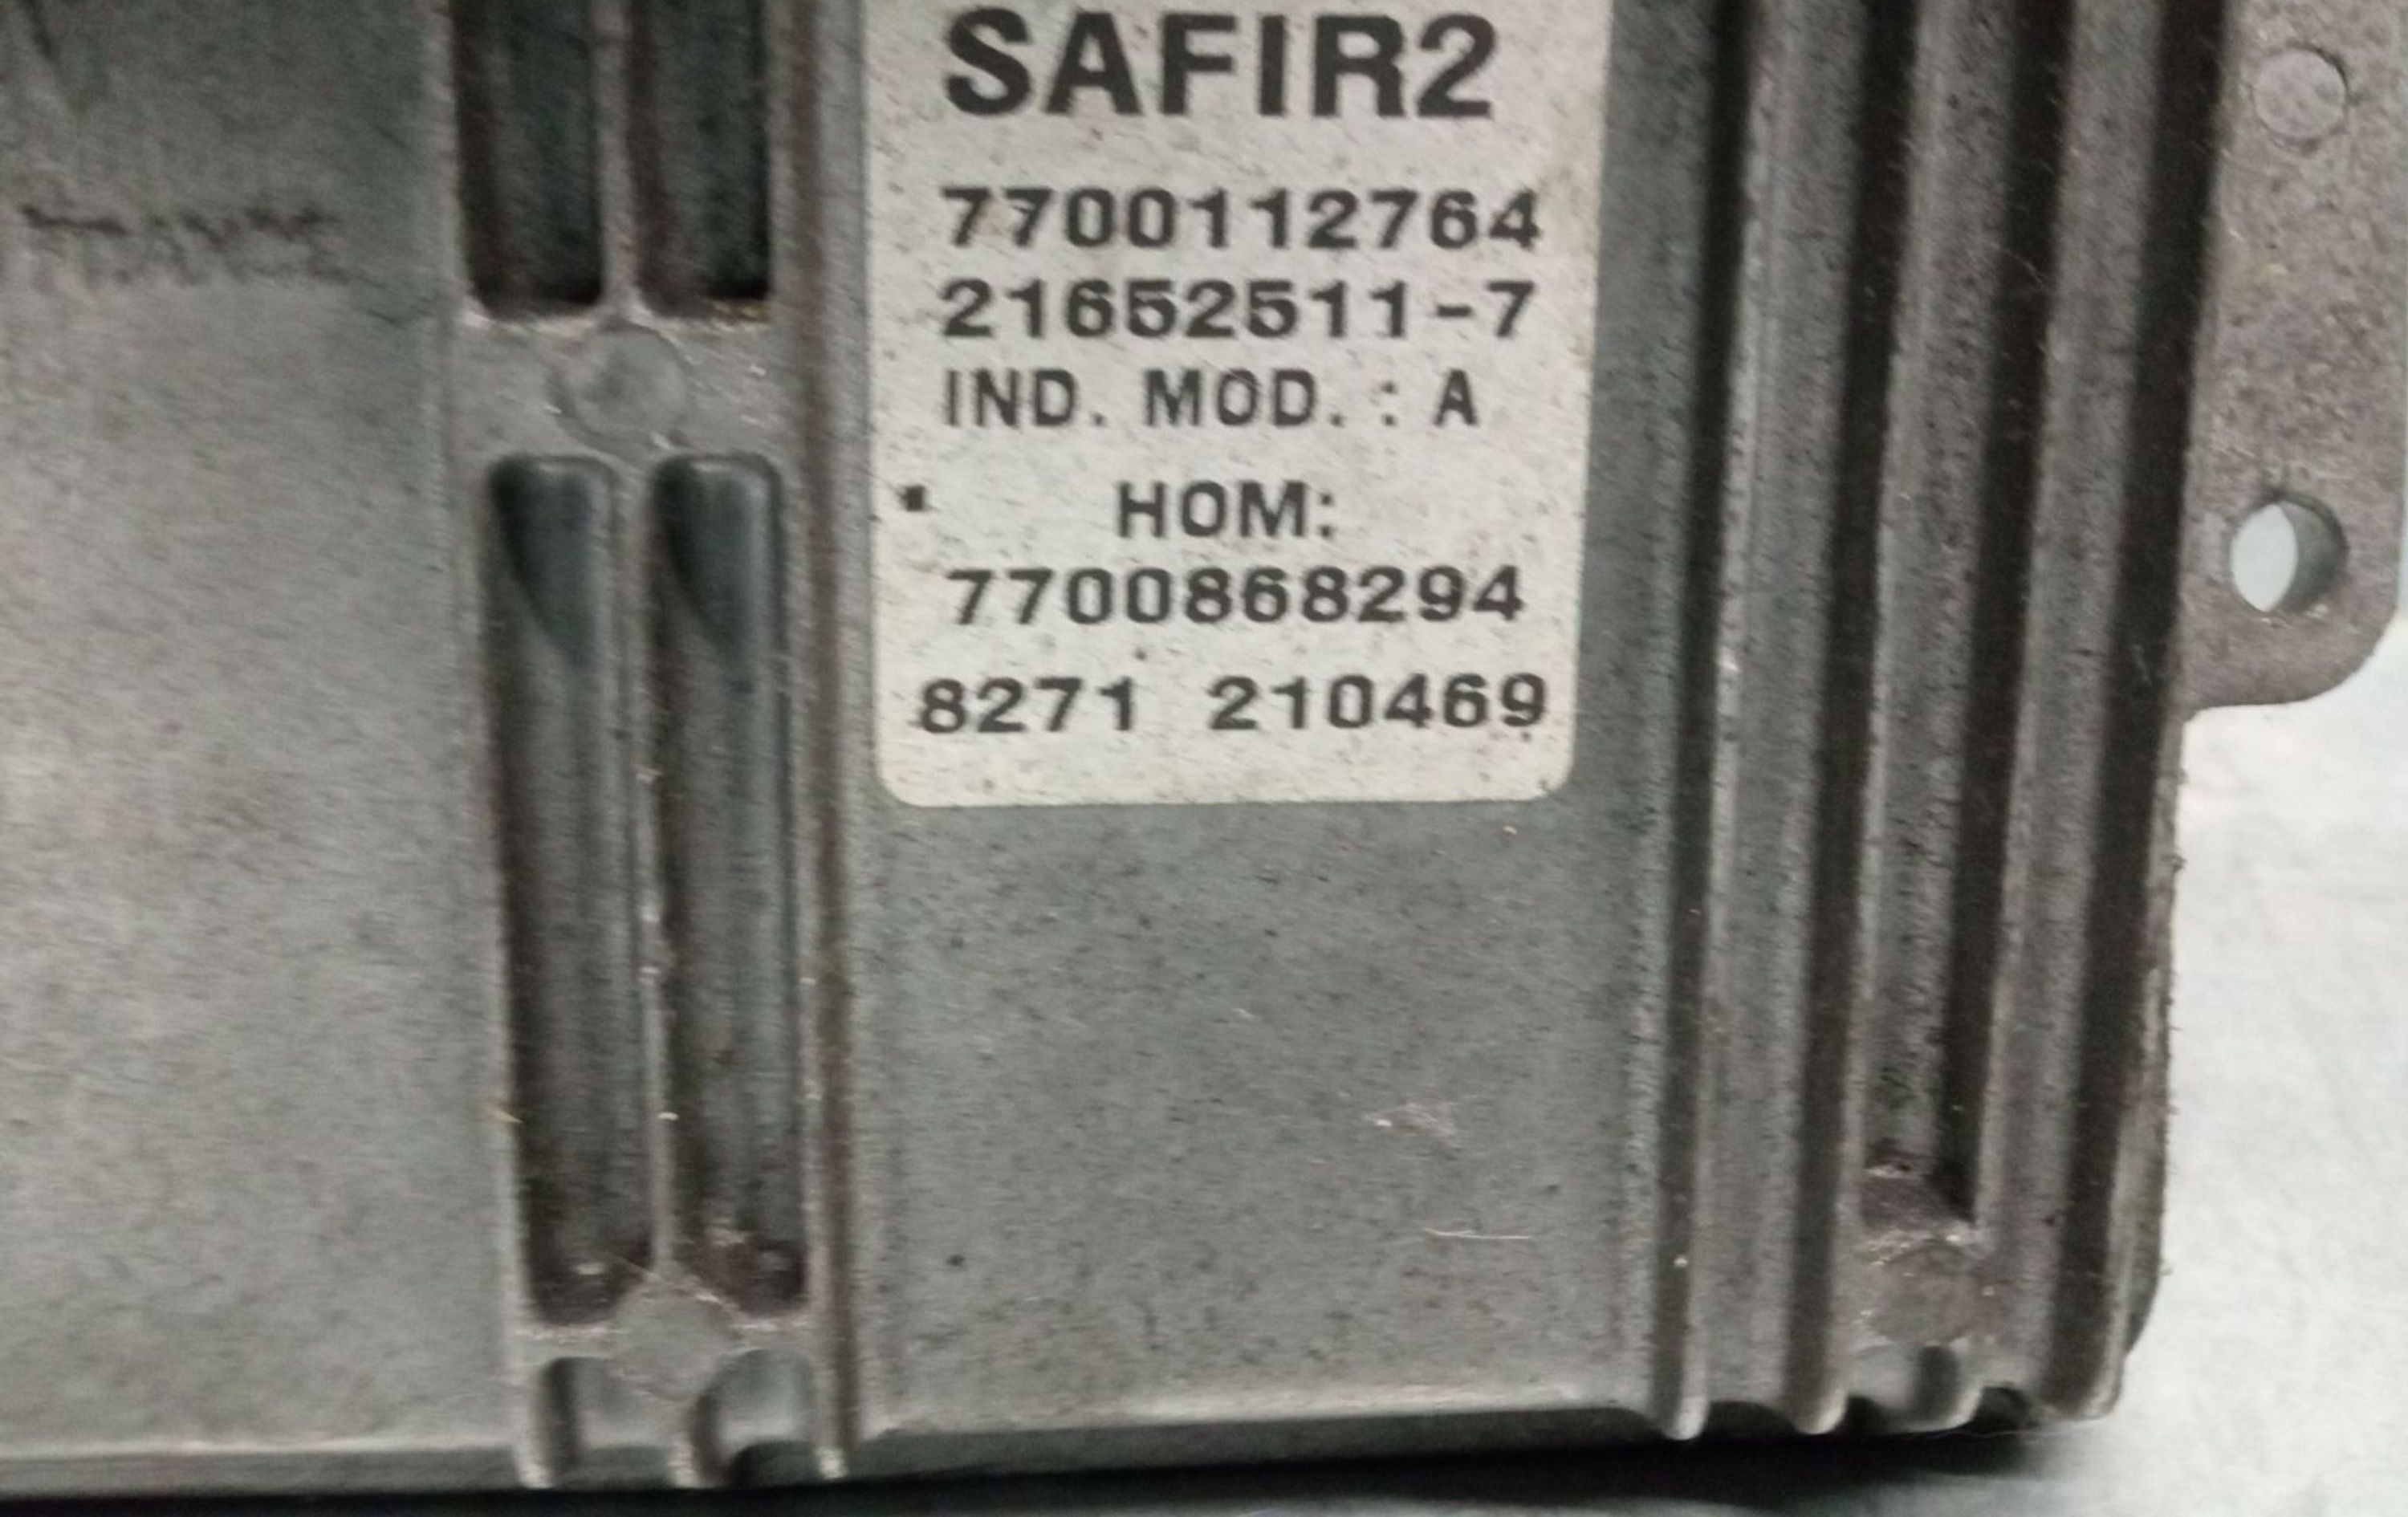 SAFIR2
7700112764
21652511-7
IND. MOD. : A
HOM:
7700868294
8271 210469